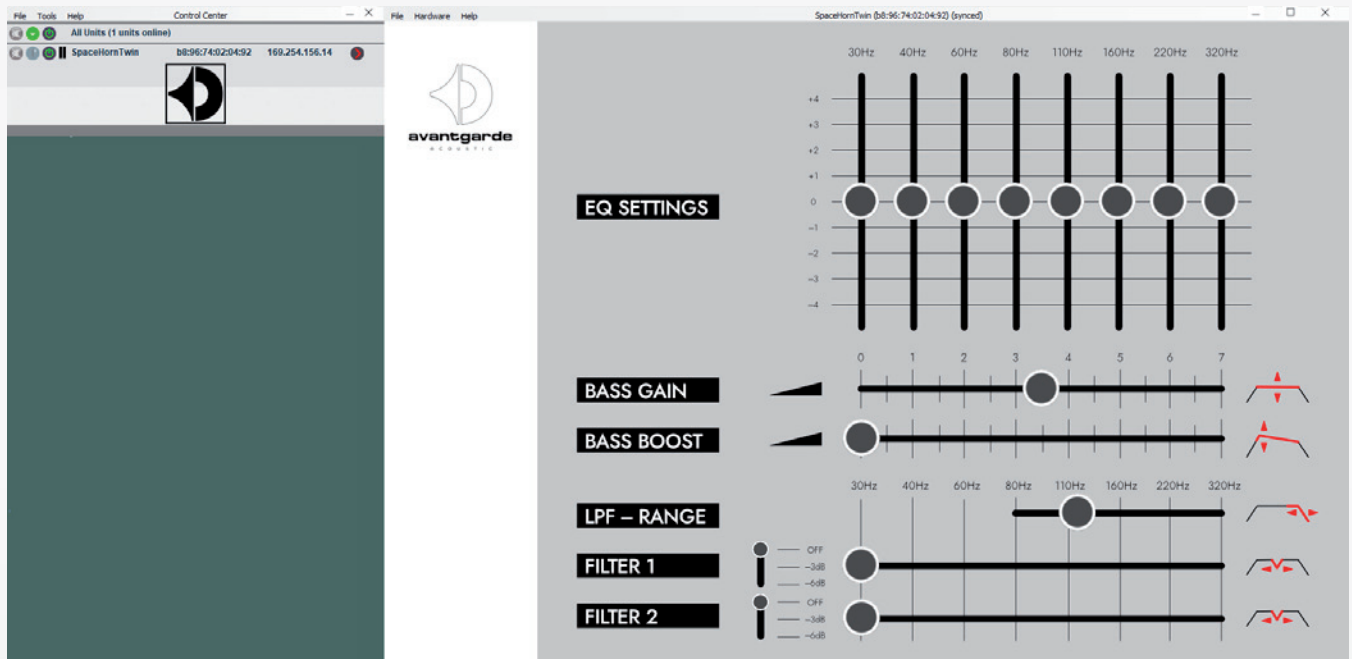 File Tools Help Control Center
All Units (1 units online)
SpaceHornTwin b8:96:74:02:04:92 169.254.156.14
File Hardware Help SpaceHornTwin (b8:96:74:02:04:92) (synced)
avantgarde
ACOUSTIC
30Hz 40Hz 60Hz 80Hz 110Hz 160Hz 220Hz 320Hz
+4
+3
+2
+1
0
−1
−2
−3
−4
EQ SETTINGS
0 1 2 3 4 5 6 7
BASS GAIN
BASS BOOST
30Hz 40Hz 60Hz 80Hz 110Hz 160Hz 220Hz 320Hz
LPF – RANGE
FILTER 1
OFF
−3dB
−6dB
FILTER 2
OFF
−3dB
−6dB